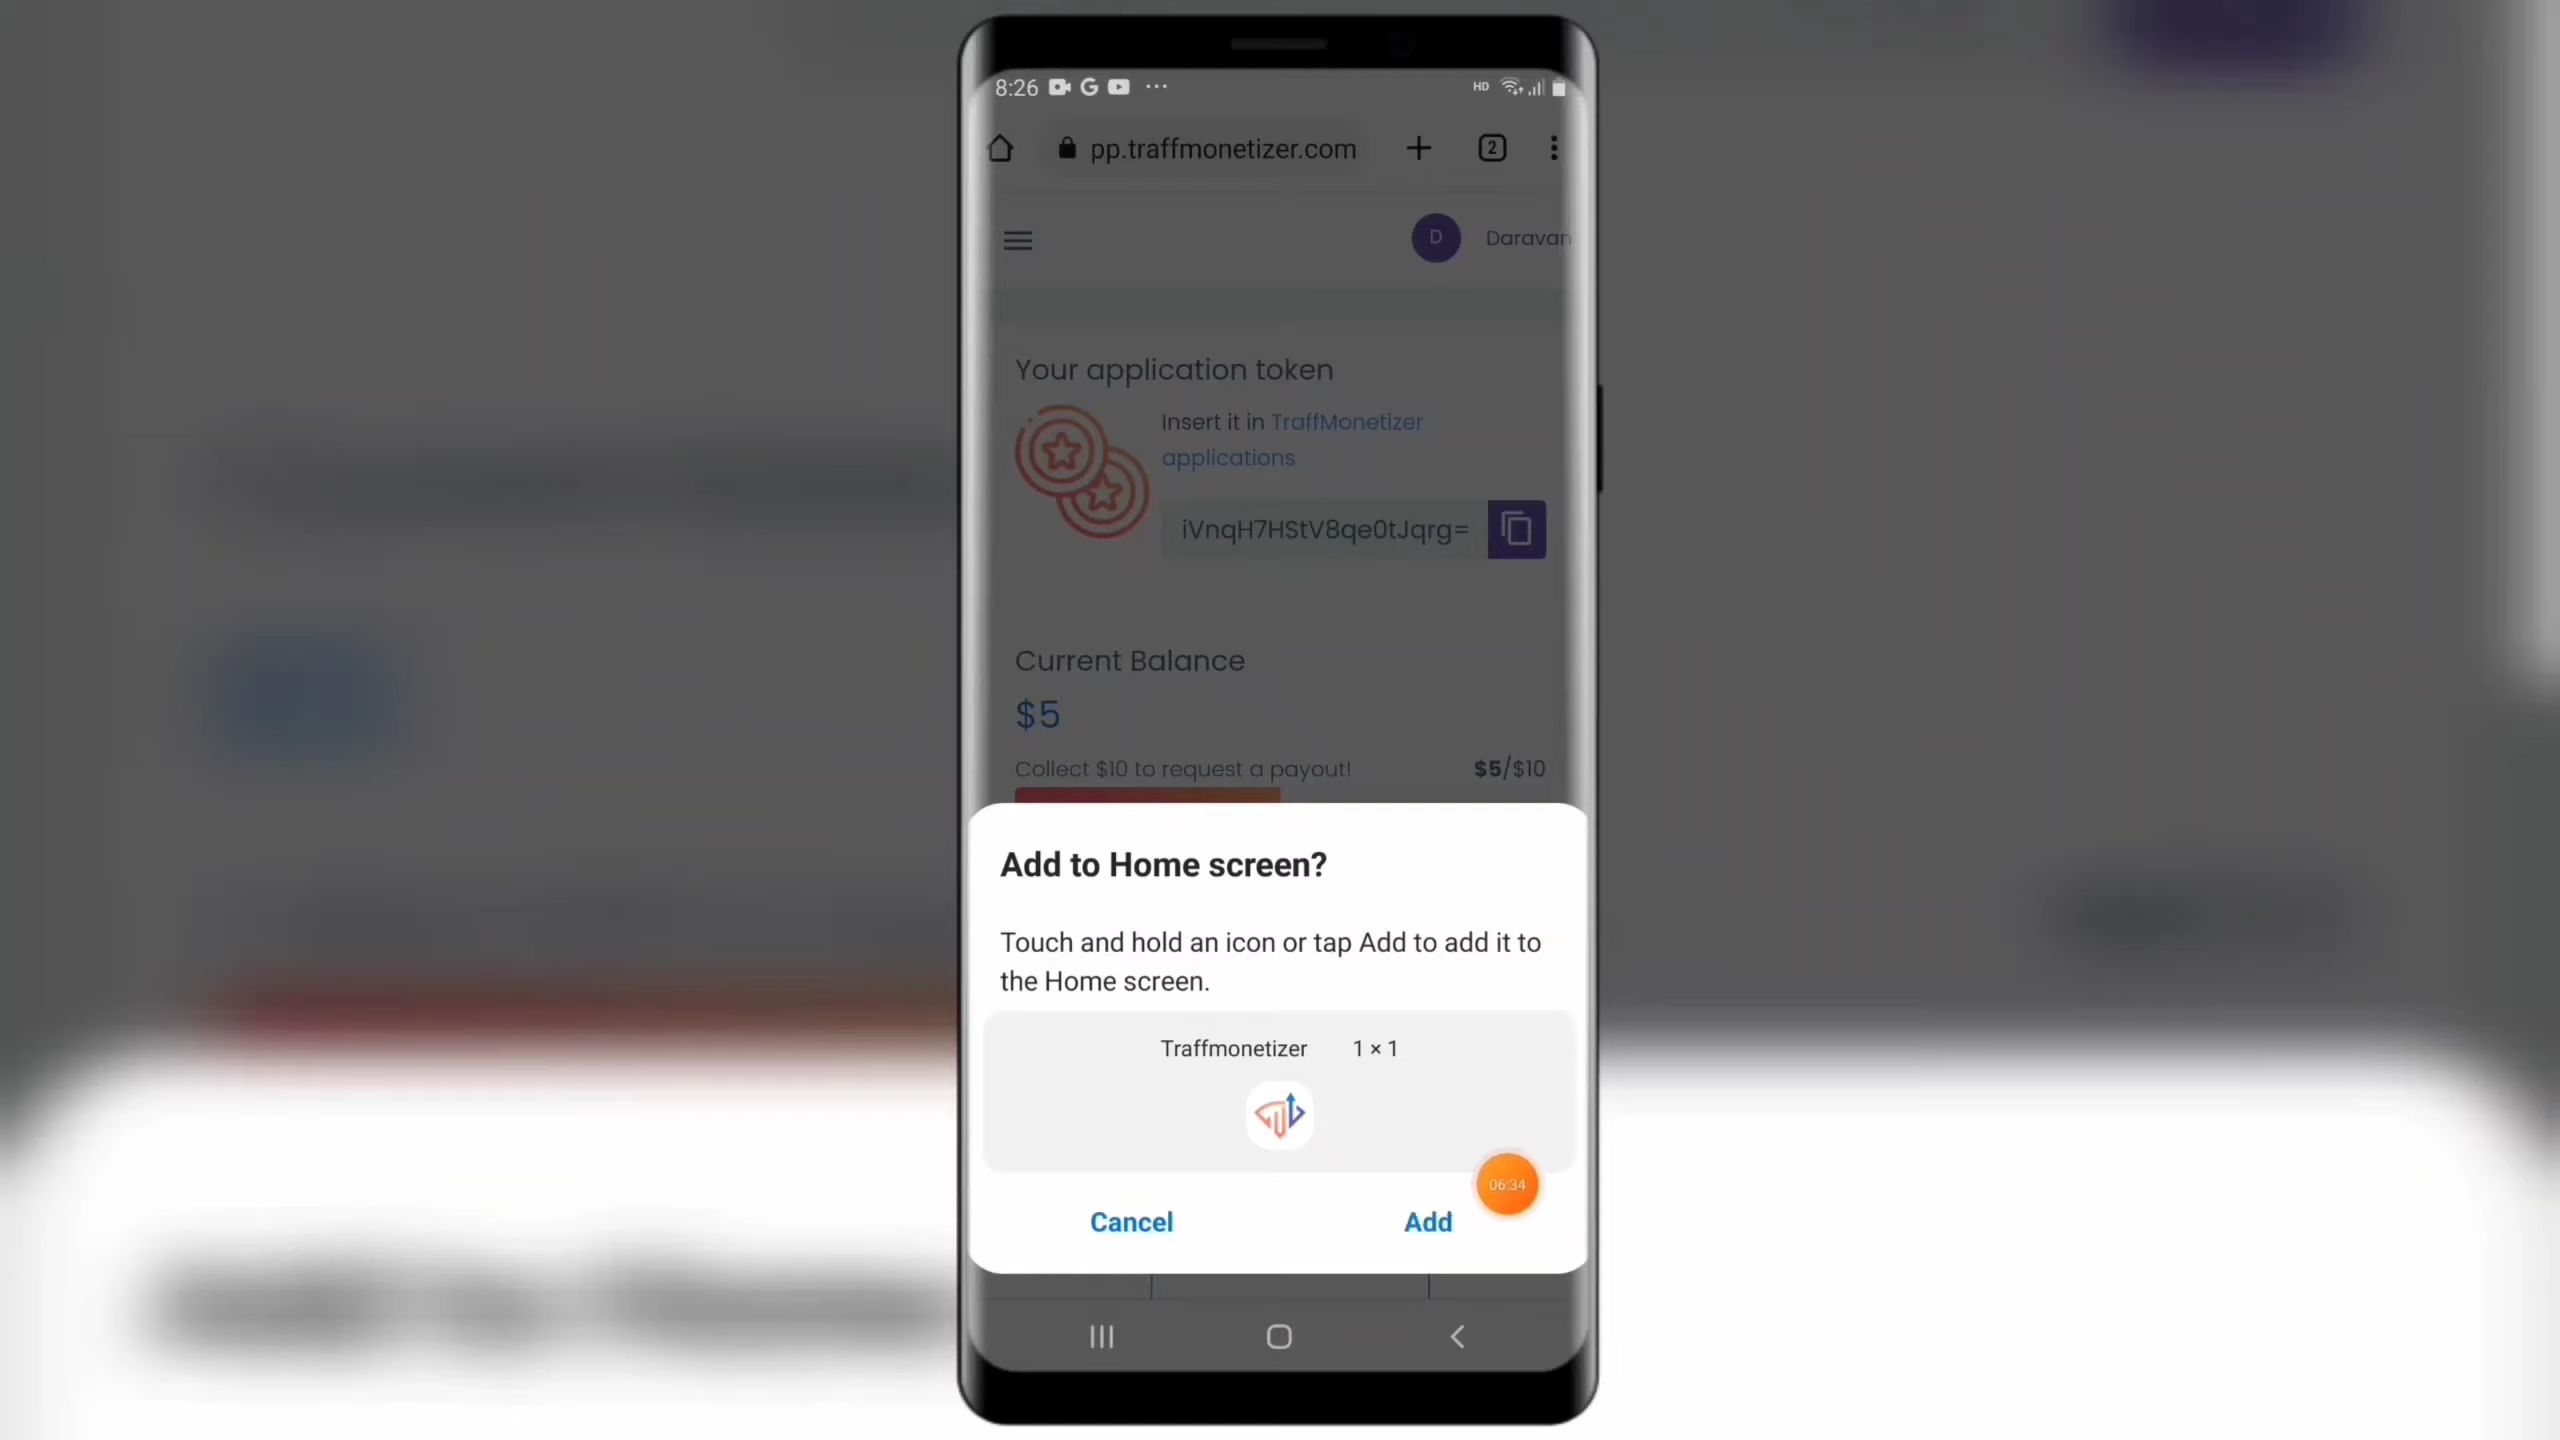 8:26
HD
pp.traffmonetizer.com
2
D
Daravan
Your application token
Insert it in TraffMonetizer
applications
iVnqH7HStV8qe0tJqrg=
Current Balance
$5
Collect $10 to request a payout!
$5/$10
Add to Home screen?
Touch and hold an icon or tap Add to add it to
the Home screen.
Traffmonetizer 1 × 1
06:34
Cancel
Add